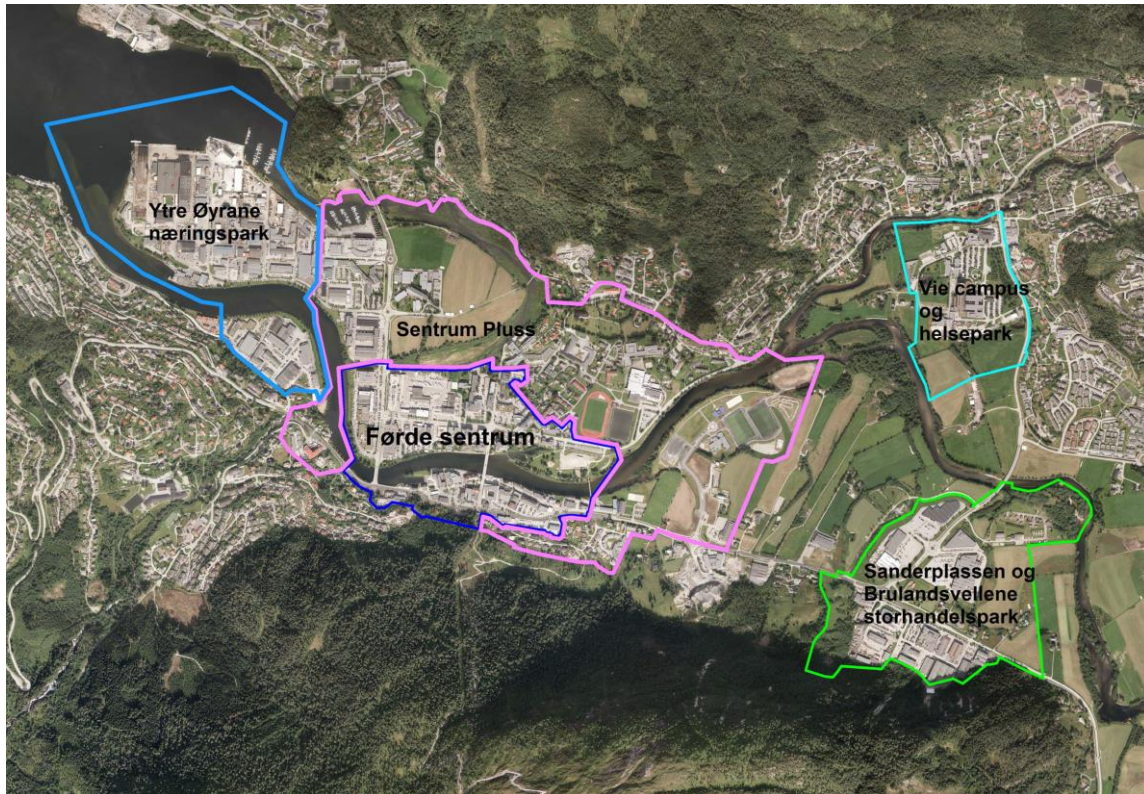 Ytre Øyrane
næringspark
Sentrum Pluss
Førde sentrum
Vie campus
og
helsepark
Sanderplassen og
Brulandsvellene
storhandelspark